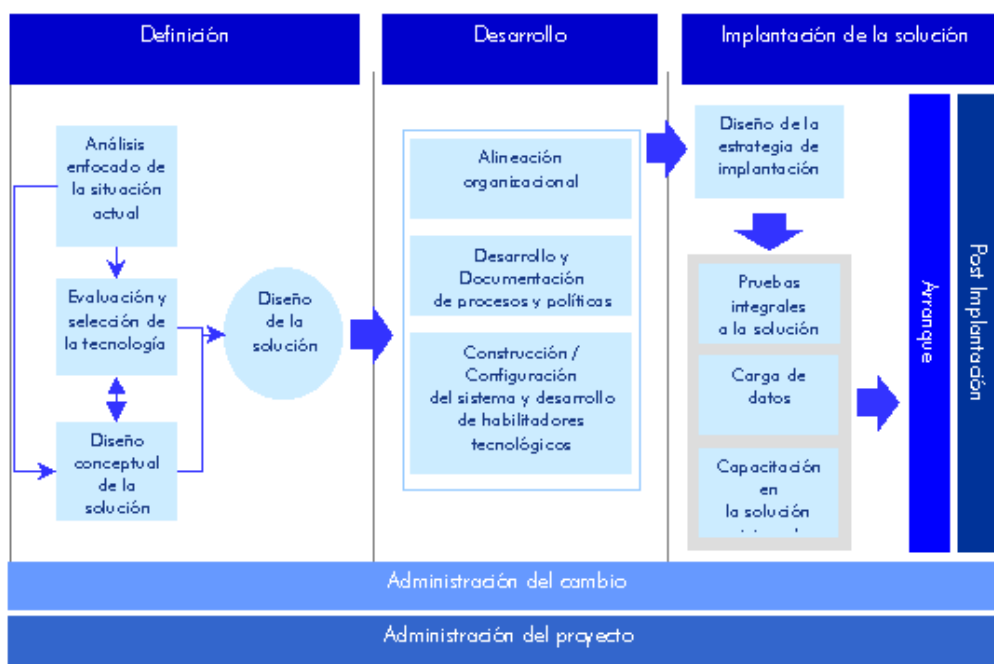 Definición
Desarrollo
Implantación de la solución
Análisis
enfocado de
la situación
actual
Evaluación y
selección de
la tecnología
Diseño
conceptual
de la
solución
Diseño
de la
solución
Alineación
organizacional
Desarrollo y
Documentación
de procesos y políticas
Construcción /
Configuración
del sistema y desarrollo
de habilitadores
tecnológicos
Diseño de la
estrategia de
implantación
Pruebas
integrales
a la solución
Carga de
datos
Capacitación
en
la solución
Arranque
Post Implantación
Administración del cambio
Administración del proyecto